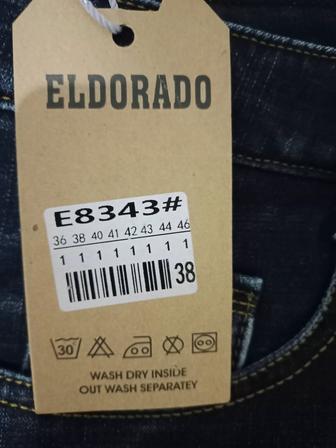 ELDORADO
E8343#
36 38 40 41 42 43 44 46
1 1 1 1 1 1 1 1
38
30
WASH DRY INSIDE
OUT WASH SEPARATEY